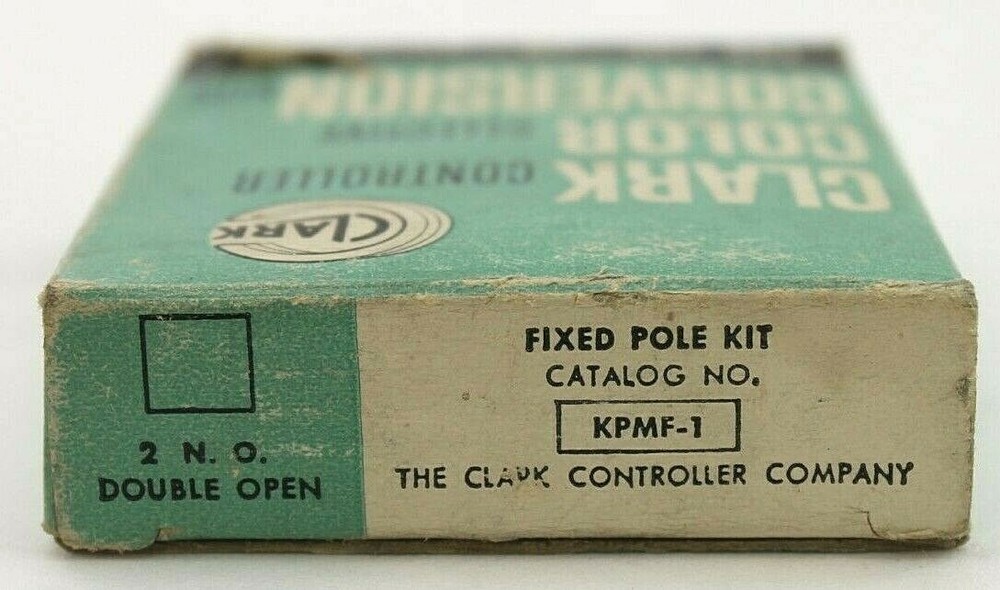 CLARK
COLOR
CONVERSION
CONTROLLER
CLARK
2 N. O.
DOUBLE OPEN
FIXED POLE KIT
CATALOG NO.
KPMF-1
THE CLARK CONTROLLER COMPANY